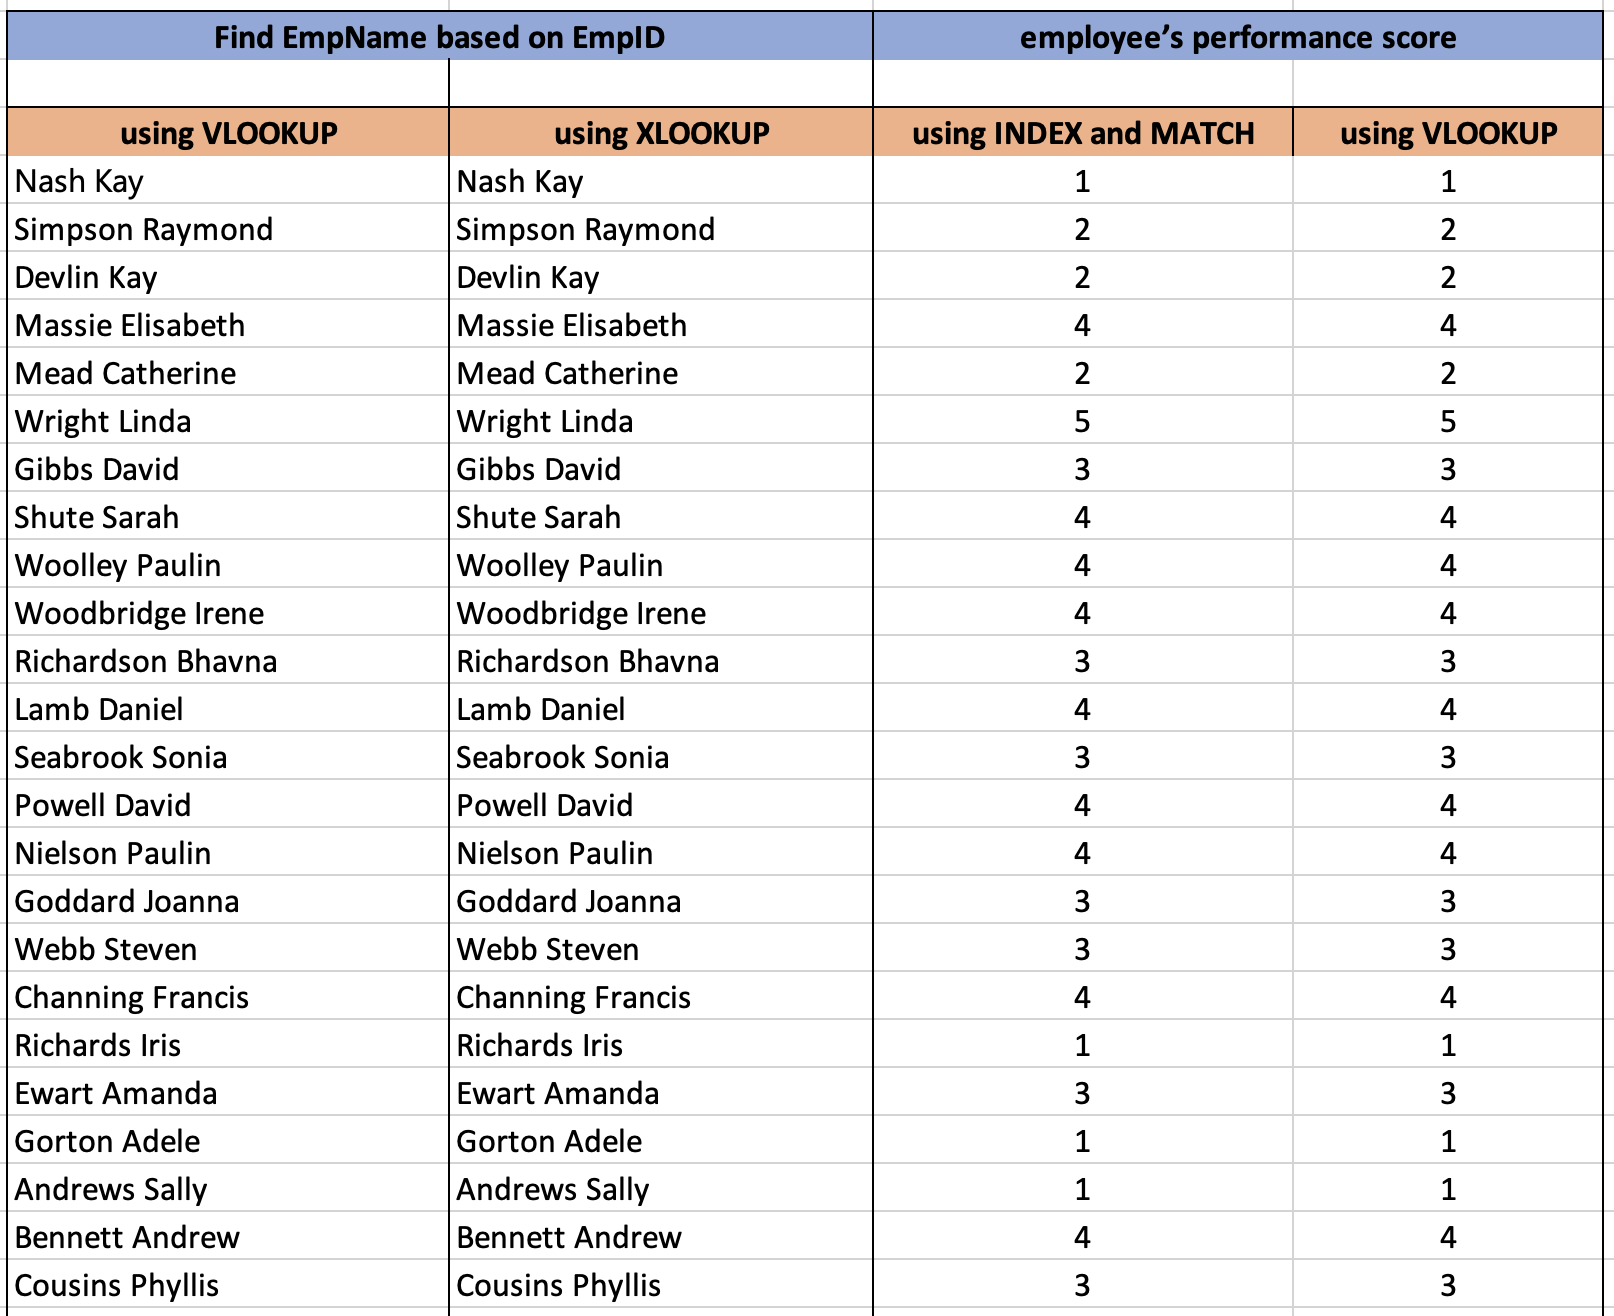 Find EmpName based on EmpID employee’s performance score
using VLOOKUP using XLOOKUP using INDEX and MATCH using VLOOKUP
Nash Kay Nash Kay 1 1
Simpson Raymond Simpson Raymond 2 2
Devlin Kay Devlin Kay 2 2
Massie Elisabeth Massie Elisabeth 4 4
Mead Catherine Mead Catherine 2 2
Wright Linda Wright Linda 5 5
Gibbs David Gibbs David 3 3
Shute Sarah Shute Sarah 4 4
Woolley Paulin Woolley Paulin 4 4
Woodbridge Irene Woodbridge Irene 4 4
Richardson Bhavna Richardson Bhavna 3 3
Lamb Daniel Lamb Daniel 4 4
Seabrook Sonia Seabrook Sonia 3 3
Powell David Powell David 4 4
Nielson Paulin Nielson Paulin 4 4
Goddard Joanna Goddard Joanna 3 3
Webb Steven Webb Steven 3 3
Channing Francis Channing Francis 4 4
Richards Iris Richards Iris 1 1
Ewart Amanda Ewart Amanda 3 3
Gorton Adele Gorton Adele 1 1
Andrews Sally Andrews Sally 1 1
Bennett Andrew Bennett Andrew 4 4
Cousins Phyllis Cousins Phyllis 3 3